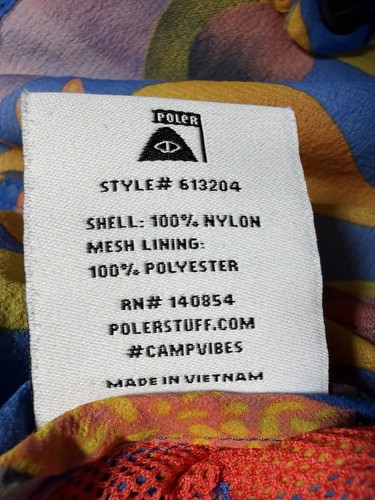 POLeR
STYLE# 613204
SHELL: 100% NYLON
MESH LINING:
100% POLYESTER
RN# 140854
POLERSTUFF.COM
#CAMPVIBES
MADE IN VIETNAM